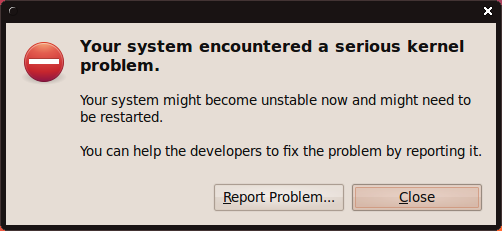 Your system encountered a serious kernel
problem.
Your system might become unstable now and might need to
be restarted.
You can help the developers to fix the problem by reporting it.
Report Problem...
Close